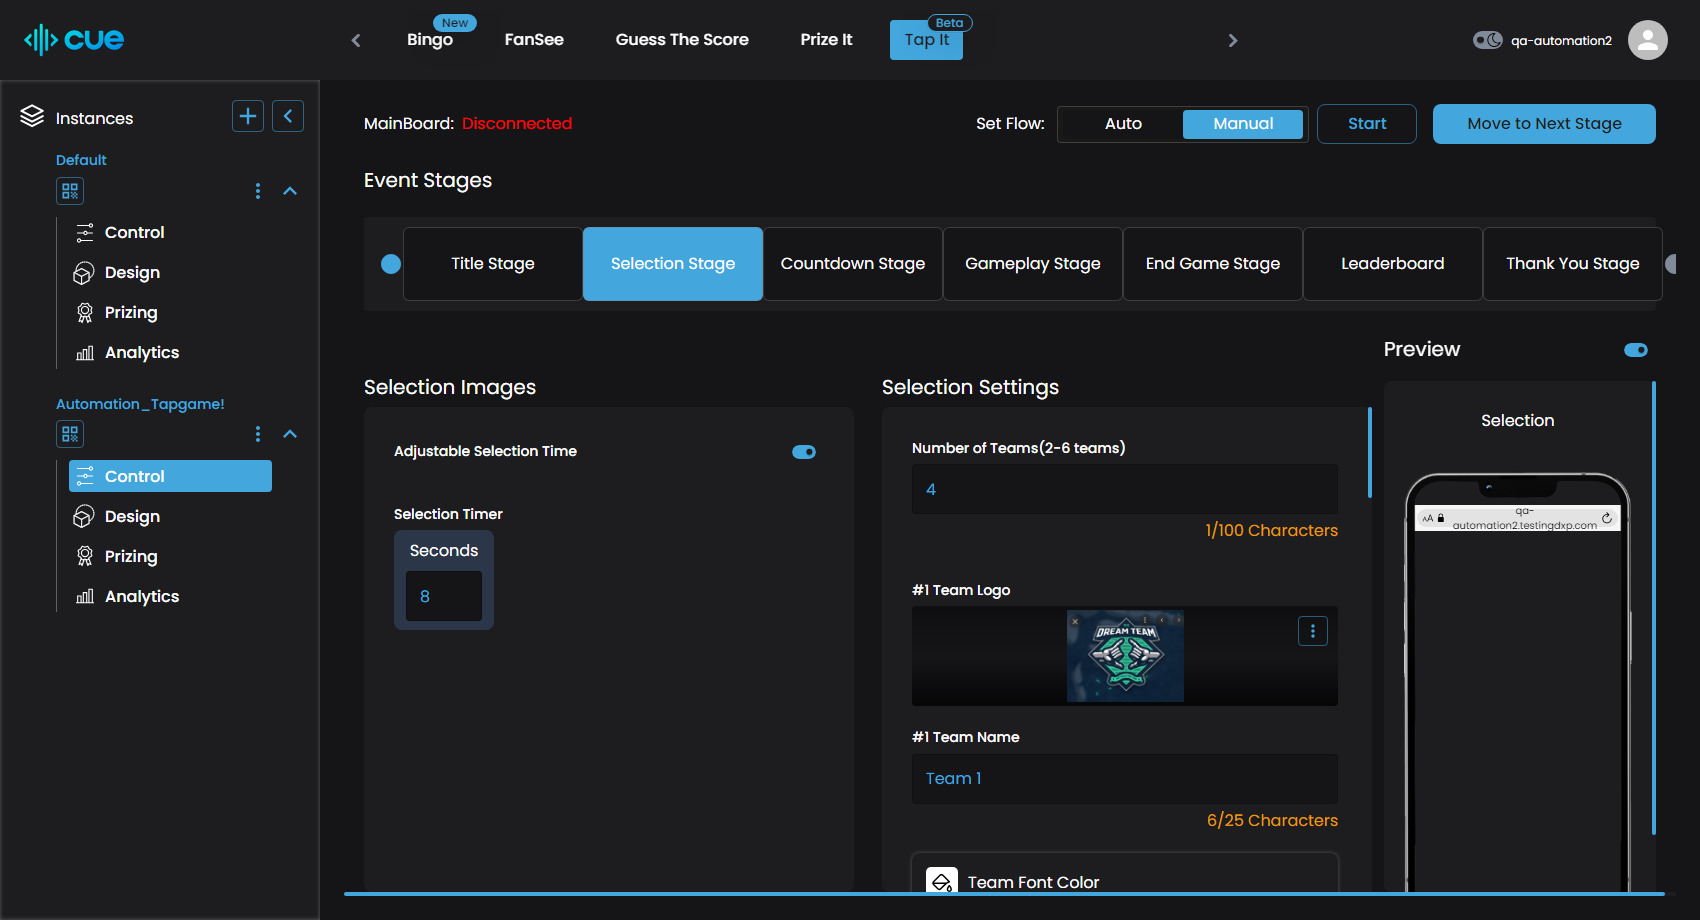 cue
Bingo
New
FanSee
Guess The Score
Prize It
Tap It
Beta
qa-automation2
Instances
Default
Control
Design
Prizing
Analytics
Automation_Tapgame!
Control
Design
Prizing
Analytics
MainBoard: Disconnected
Set Flow:
Auto
Manual
Start
Move to Next Stage
Event Stages
Title Stage
Selection Stage
Countdown Stage
Gameplay Stage
End Game Stage
Leaderboard
Thank You Stage
Selection Images
Adjustable Selection Time
Selection Timer
Seconds
8
Selection Settings
Number of Teams(2-6 teams)
4
1/100 Characters
#1 Team Logo
DREAM TEAM
#1 Team Name
Team 1
6/25 Characters
Team Font Color
Preview
Selection
AA
qa-
automation2.testingdxp.com